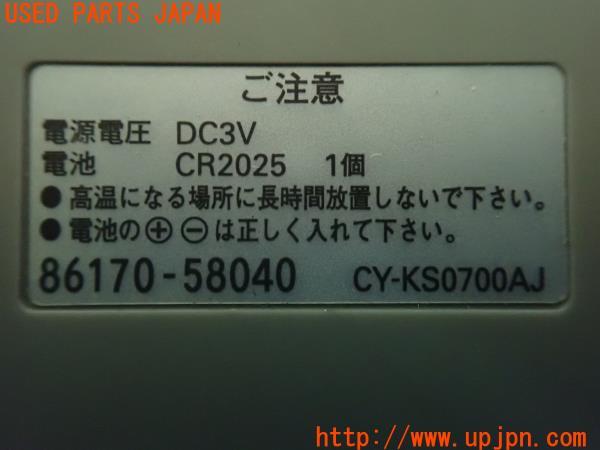 USED PARTS JAPAN
ご注意
電源電圧 DC3V
電池 CR2025 1個
●高温になる場所に長時間放置しないで下さい。
●電池の⊕⊖は正しく入れて下さい。
86170-58040 CY-KS0700AJ
http://www.upjpn.com/